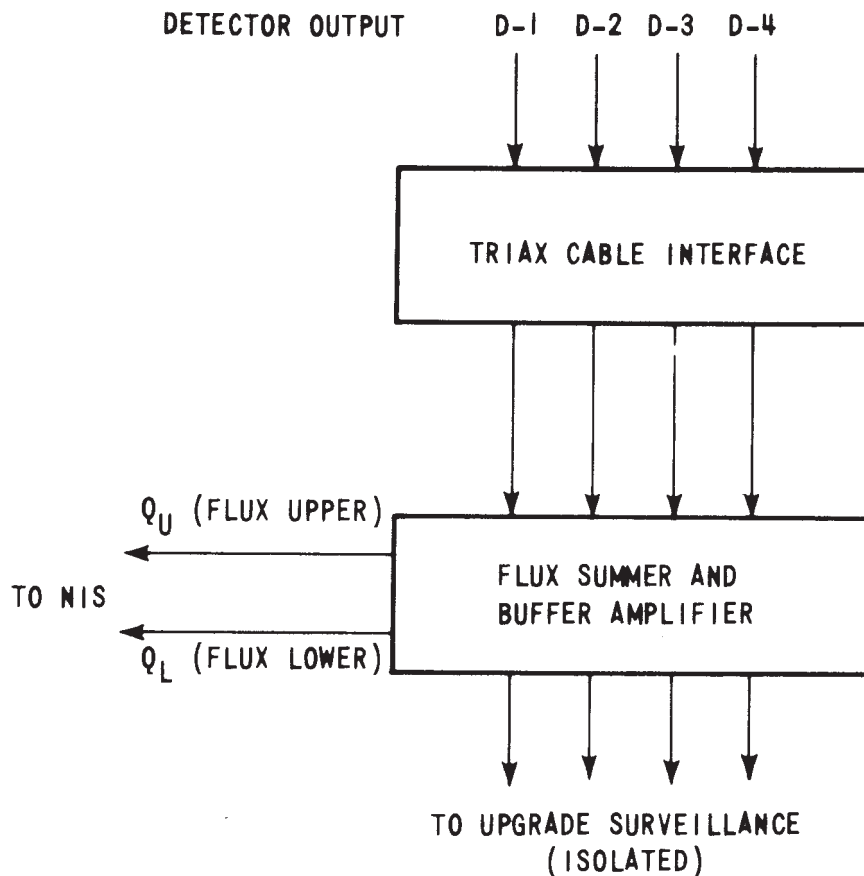 DETECTOR OUTPUT D-1 D-2 D-3 D-4
TRIAX CABLE INTERFACE
Q_U (FLUX UPPER)
TO NIS
Q_L (FLUX LOWER)
FLUX SUMMER AND
BUFFER AMPLIFIER
TO UPGRADE SURVEILLANCE
(ISOLATED)